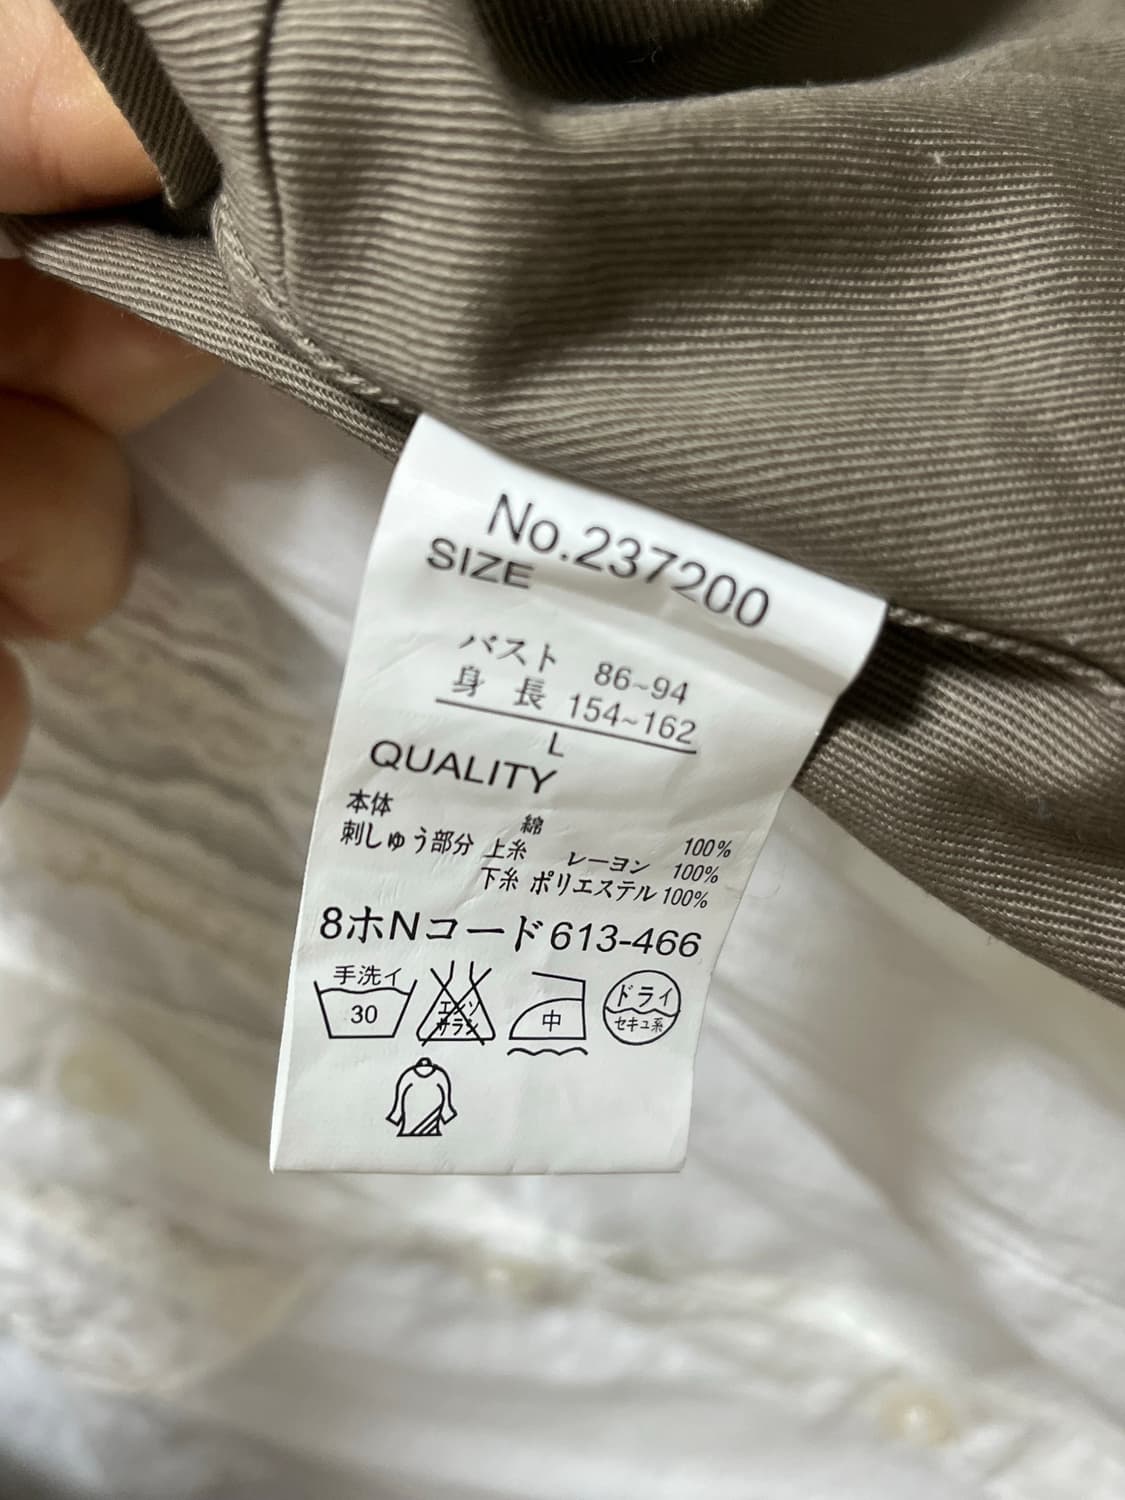 No.237200
SIZE
バスト 86~94
身 長 154~162
L
QUALITY
本体 綿 100%
刺しゅう部分 上糸 レーヨン 100%
下糸 ポリエステル 100%
8ホNコード613-466
手洗イ
30
エンソ
サラシ
中
ドライ
セキユ系